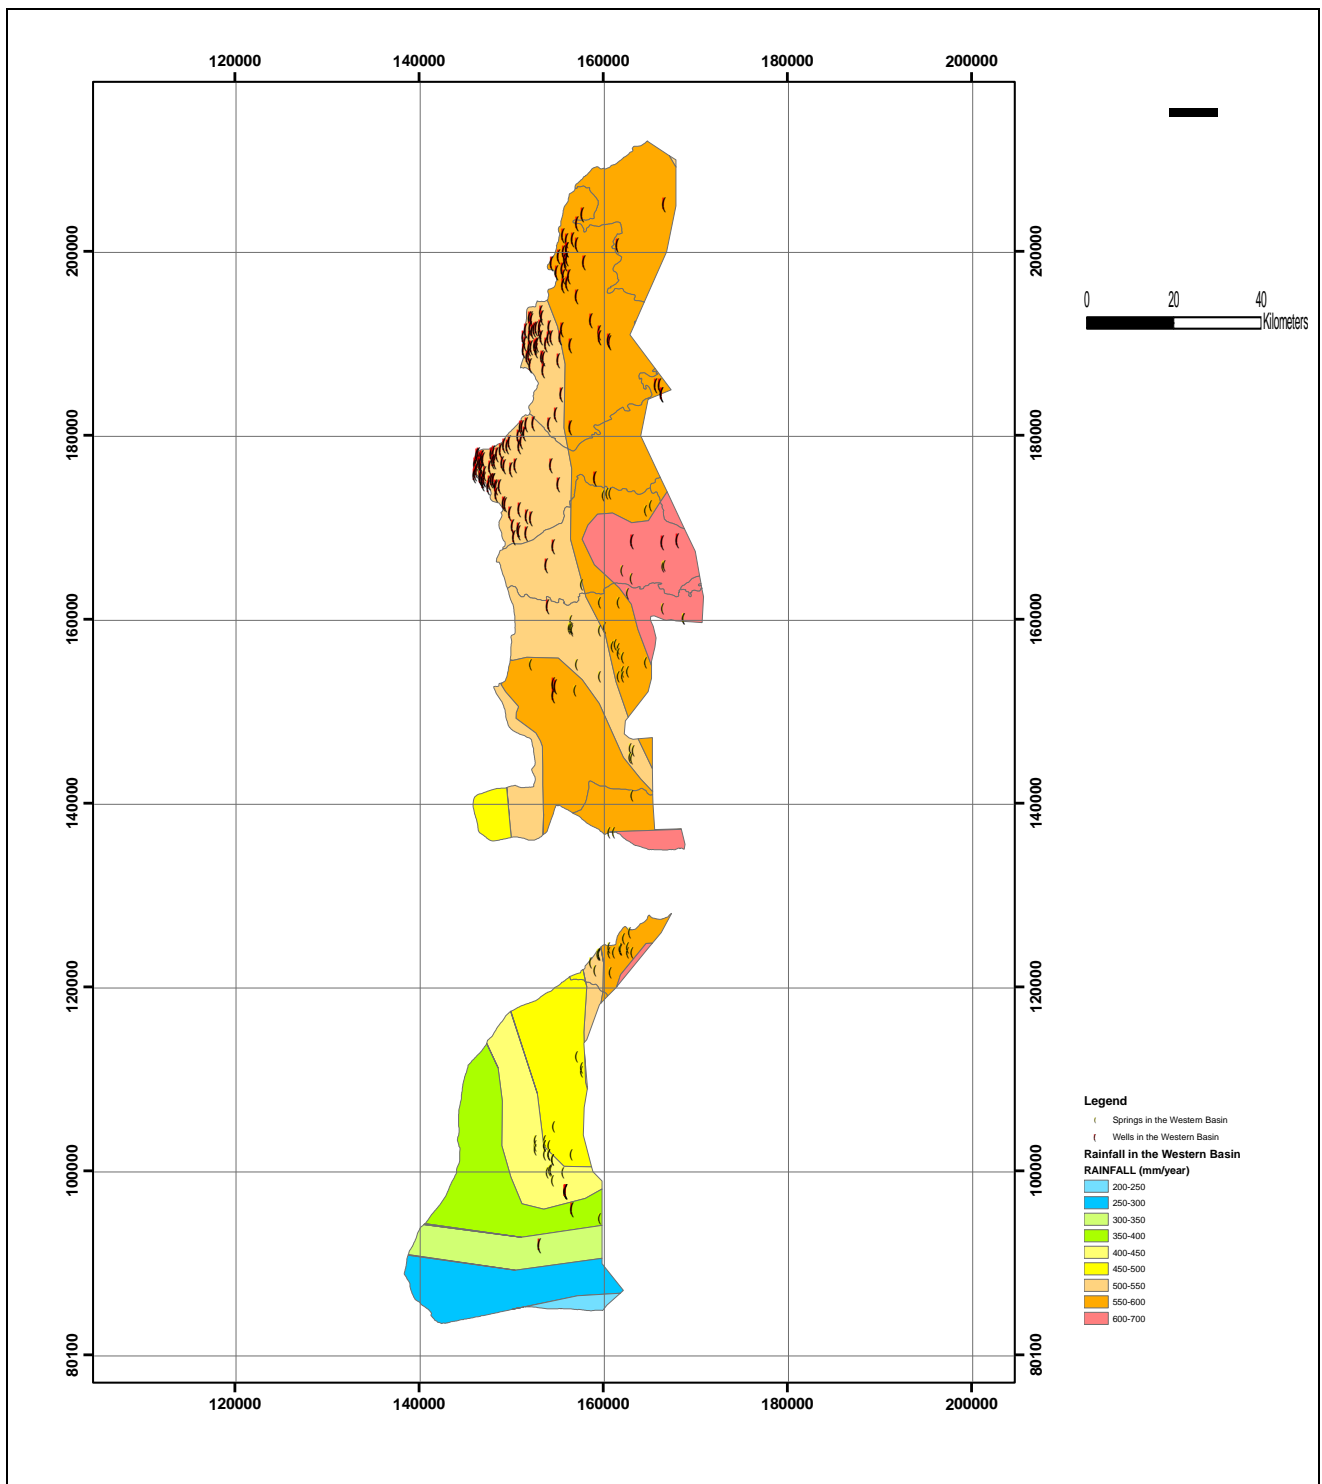 120000 140000 160000 180000 200000
200000 200000
0 20 40
Kilometers
180000 180000
160000 160000
140000 140000
120000 120000
Legend
Springs in the Western Basin
Wells in the Western Basin
Rainfall in the Western Basin
100000 100000
RAINFALL (mm/year)
200-250
250-300
300-350
350-400
400-450
450-500
500-550
550-600
600-700
80100 80100
120000 140000 160000 180000 200000